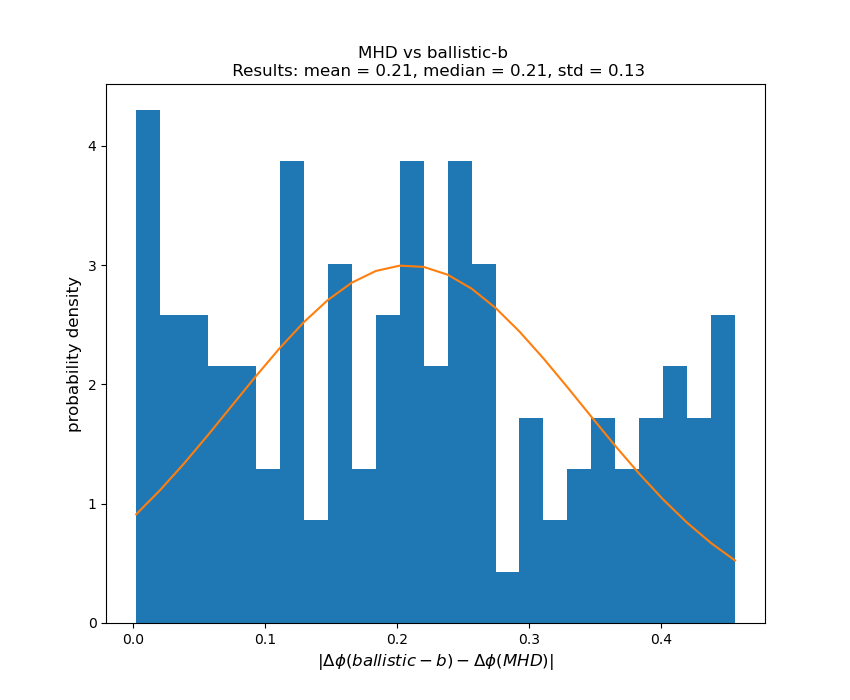 MHD vs ballistic-b
Results: mean = 0.21, median = 0.21, std = 0.13
probability density
4
3
2
1
0
0.0 0.1 0.2 0.3 0.4
|Δϕ(ballistic − b) − Δϕ(MHD)|